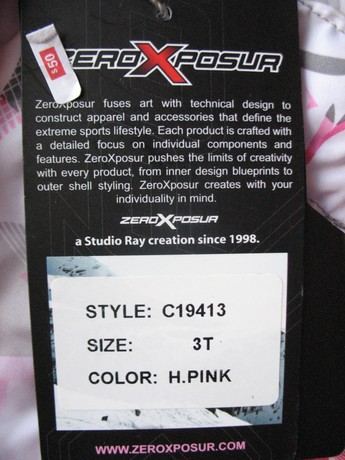 $50
ZEROXPOSUR
ZeroXposur fuses art with technical design to
construct apparel and accessories that define the
extreme sports lifestyle. Each product is crafted with
a detailed focus on individual components and
features. ZeroXposur pushes the limits of creativity
with every product, from inner design blueprints to
outer shell styling. ZeroXposur creates with your
individuality in mind.
ZEROXPOSUR
a Studio Ray creation since 1998.
STYLE: C19413
SIZE: 3T
COLOR: H.PINK
WWW.ZEROXPOSUR.COM